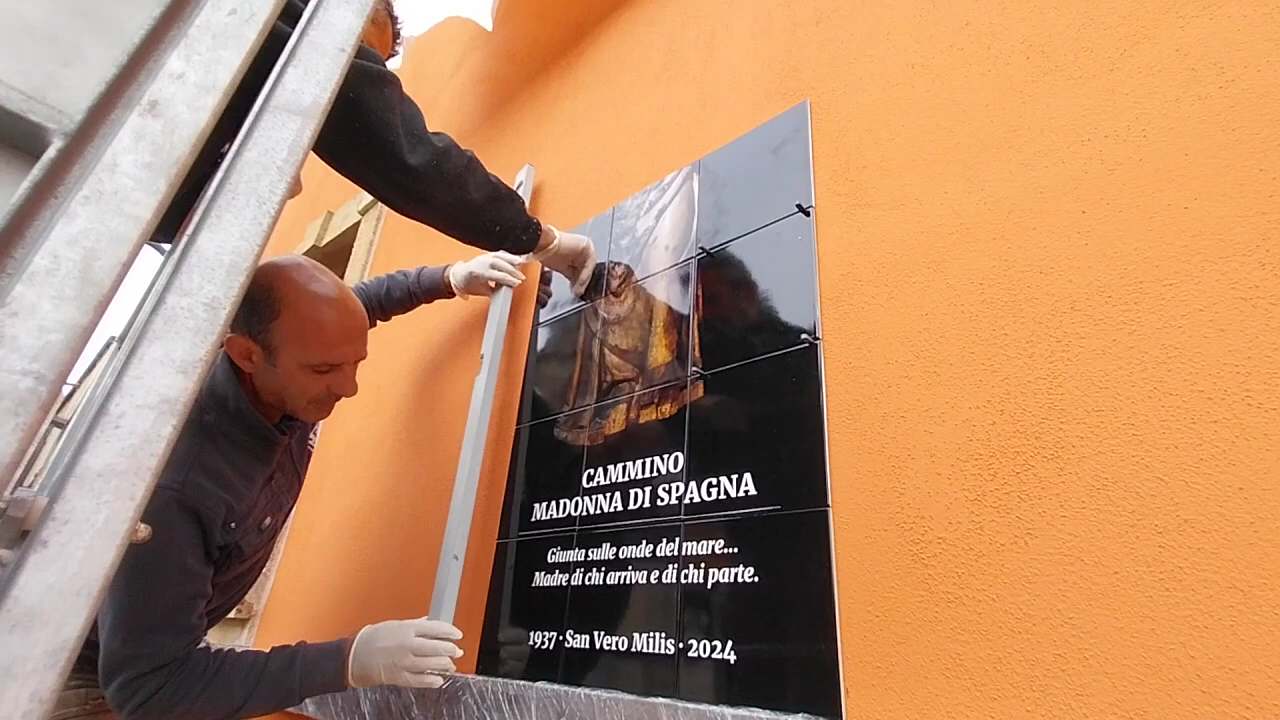 CAMMINO
MADONNA DI SPAGNA
Giunta sulle onde del mare...
Madre di chi arriva e di chi parte.
1937 · San Vero Milis · 2024